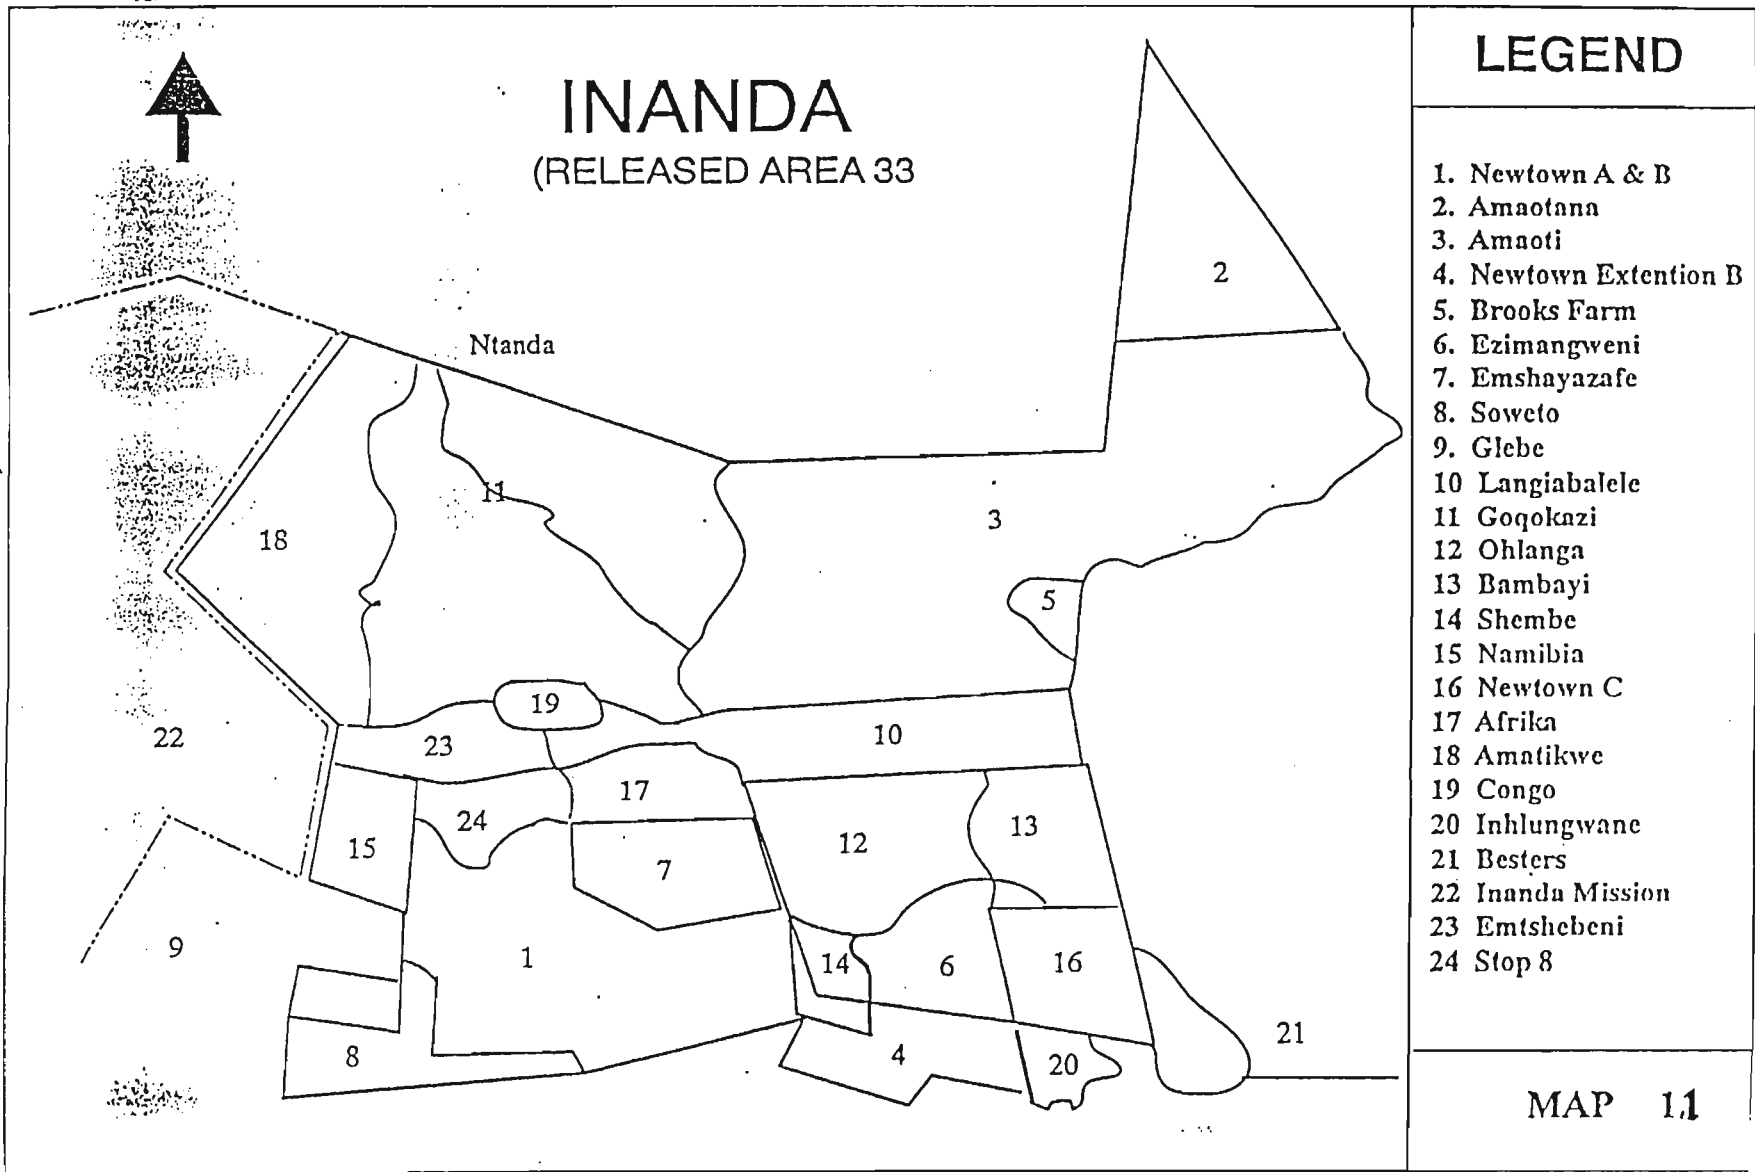 INANDA
(RELEASED AREA 33
Ntanda
2
11
3
18
5
19
22
23
10
17
24
15
12
13
7
9
1
14
6
16
8
4
20
21
LEGEND
1. Newtown A & B
2. Amaotana
3. Amaoti
4. Newtown Extention B
5. Brooks Farm
6. Ezimangweni
7. Emshayazafe
8. Soweto
9. Glebe
10 Langiabalele
11 Goqokazi
12 Ohlanga
13 Bambayi
14 Shembe
15 Namibia
16 Newtown C
17 Afrika
18 Amatikwe
19 Congo
20 Inhlungwane
21 Besters
22 Inanda Mission
23 Emtshebeni
24 Stop 8
MAP 1.1